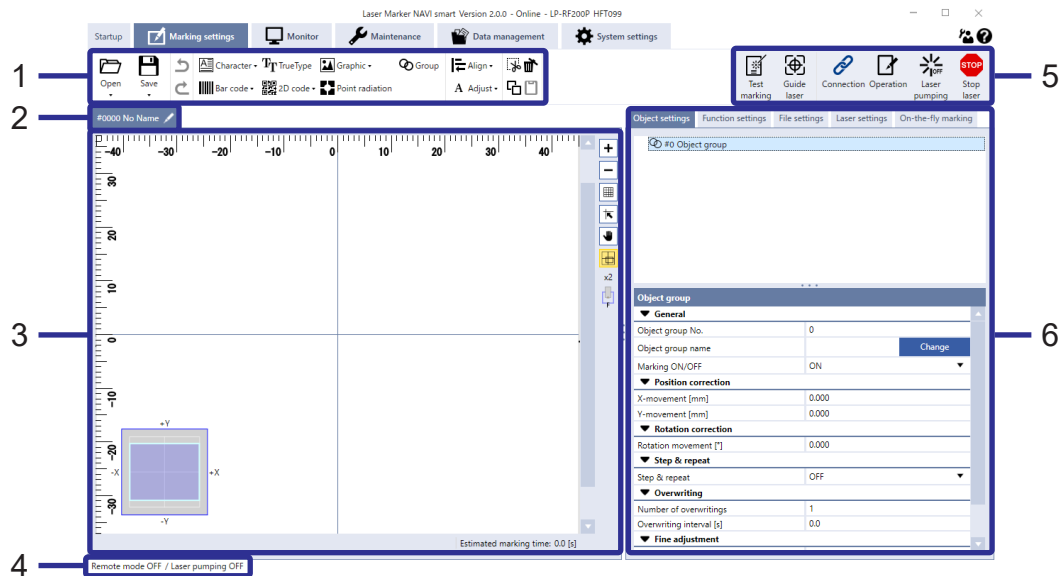 Laser Marker NAVI smart Version 2.0.0 - Online - LP-RF200P HFT099
Startup Marking settings Monitor Maintenance Data management System settings
1
Open Save Character TrueType Graphic Group Align
Bar code 2D code Point radiation A Adjust
Test marking Guide laser Connection Operation Laser pumping Stop laser
OFF
STOP
5
2
#0000 No Name
Object settings Function settings File settings Laser settings On-the-fly marking
#0 Object group
-40 -30 -20 -10 0 10 20 30 40
30
20
10
0
-10
-20
-30
x2
3
+Y
-X +X
-Y
Estimated marking time: 0.0 [s]
6
Object group
General
Object group No. 0
Object group name Change
Marking ON/OFF ON
Position correction
X-movement [mm] 0.000
Y-movement [mm] 0.000
Rotation correction
Rotation movement [°] 0.000
Step & repeat
Step & repeat OFF
Overwriting
Number of overwritings 1
Overwriting interval [s] 0.0
Fine adjustment
4
Remote mode OFF / Laser pumping OFF